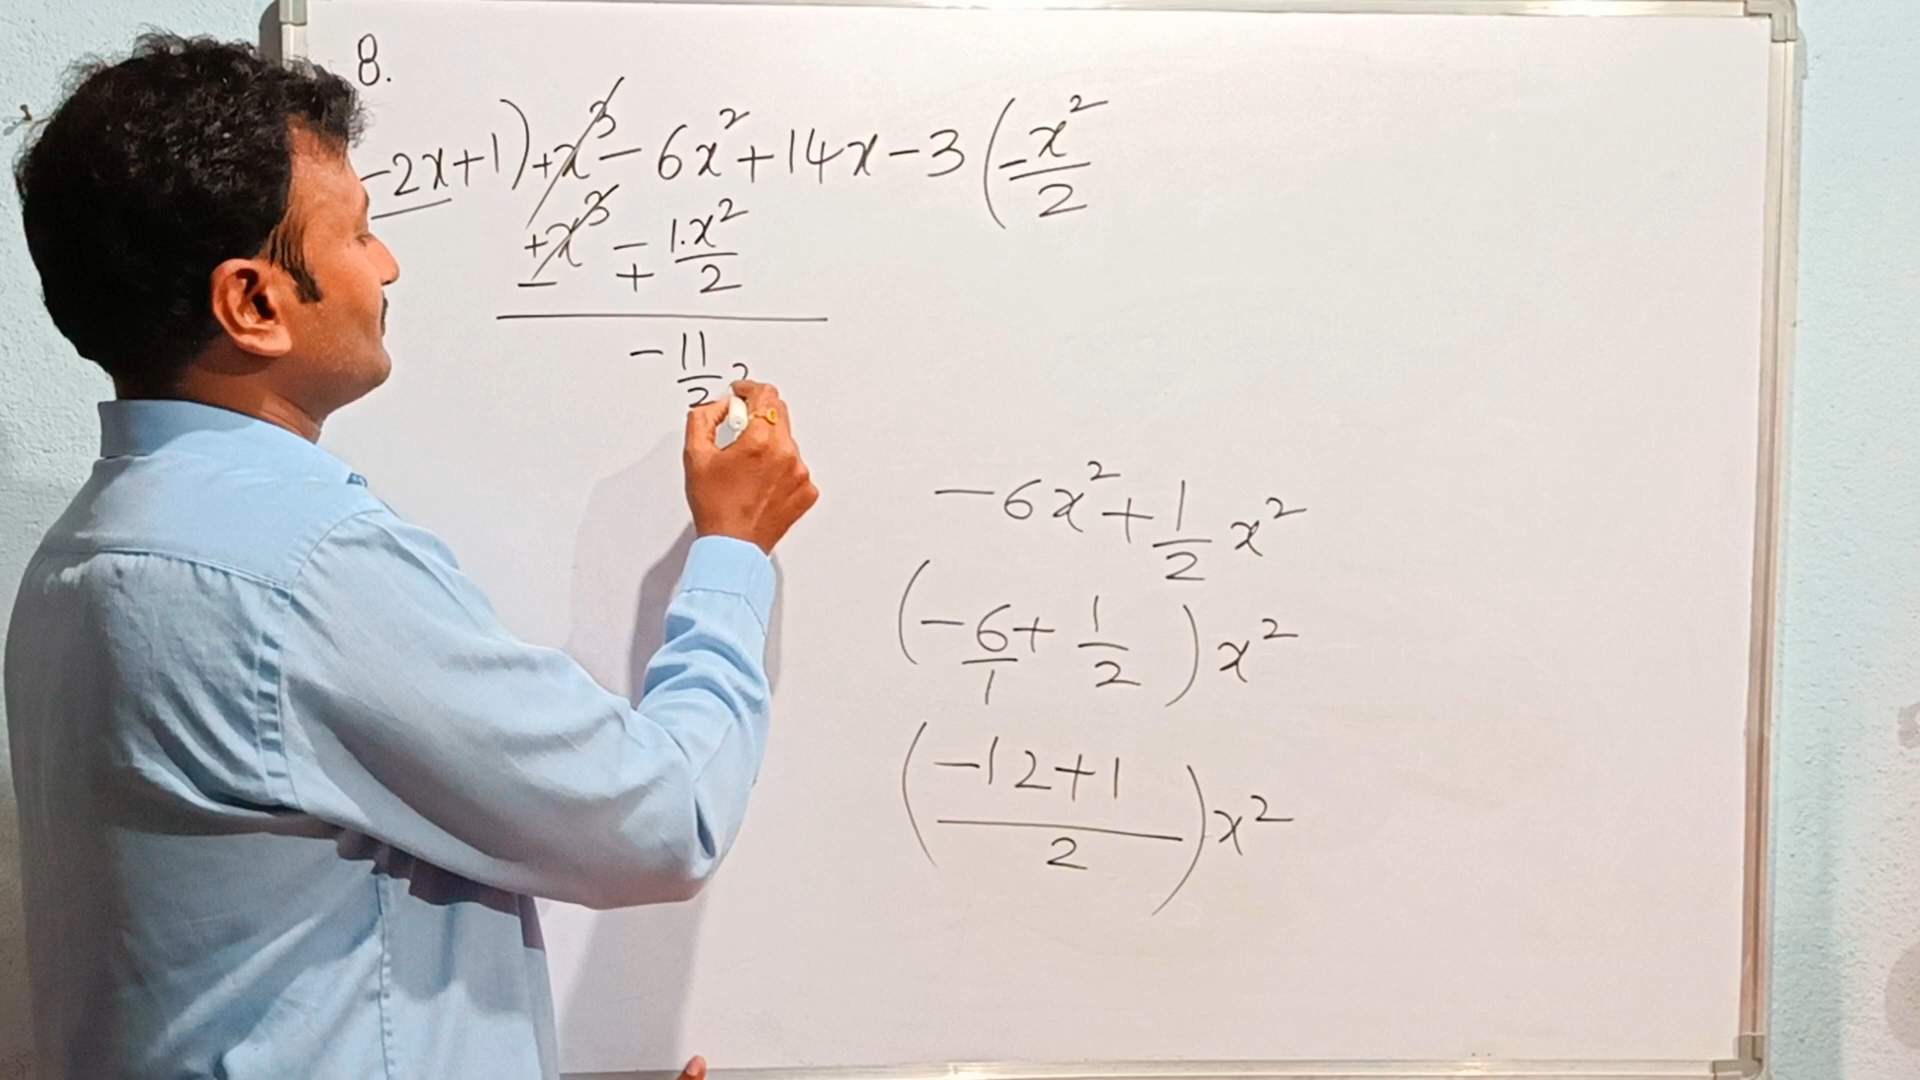 8.
-2x+1)+x³-6x²+14x-3(-x²/2
+x³ - 1.x²/2
- +
-11/2
-6x²+1/2 x²
(-6/1+1/2)x²
(-12+1/2)x²